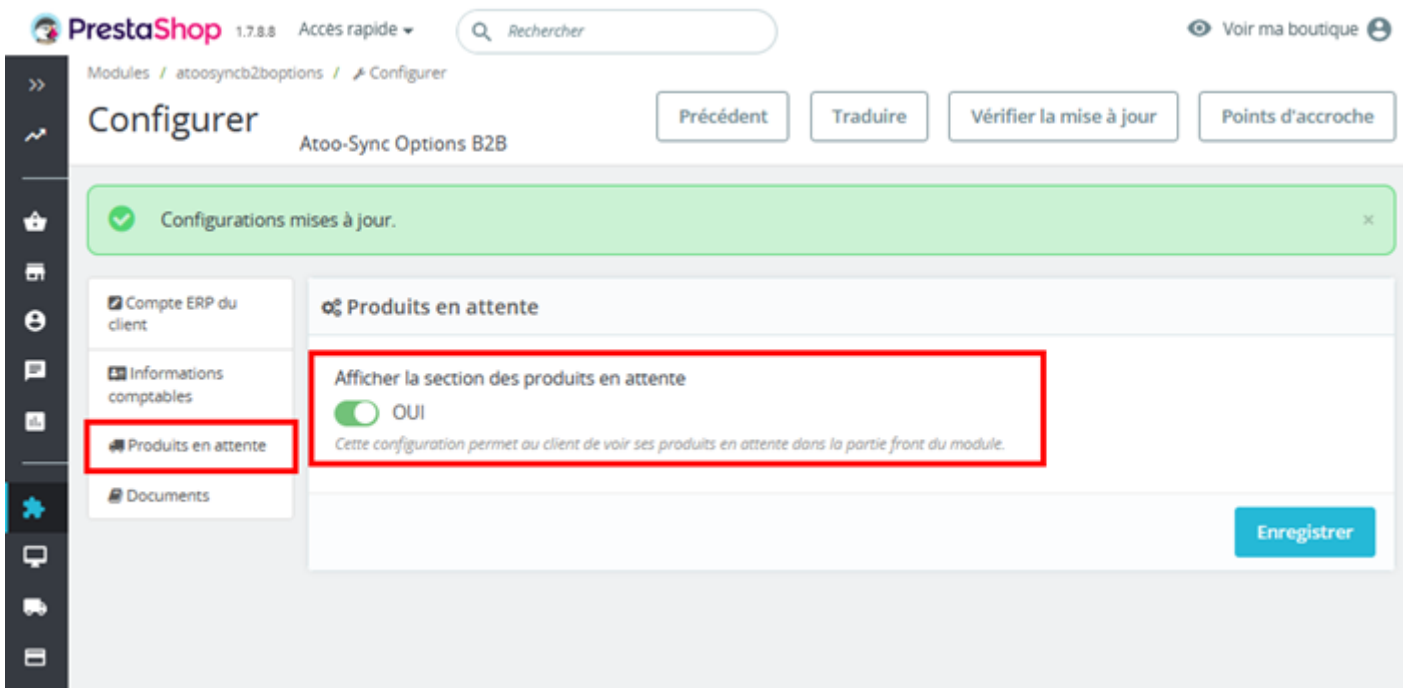 PrestaShop 1.7.8.8 Accès rapide Rechercher Voir ma boutique
Modules / atoosyncb2boptions / Configurer
Configurer
Atoo-Sync Options B2B
Précédent Traduire Vérifier la mise à jour Points d'accroche
Configurations mises à jour. ×
Compte ERP du
client
Informations
comptables
Produits en attente
Documents
Produits en attente
Afficher la section des produits en attente
OUI
Cette configuration permet au client de voir ses produits en attente dans la partie front du module.
Enregistrer